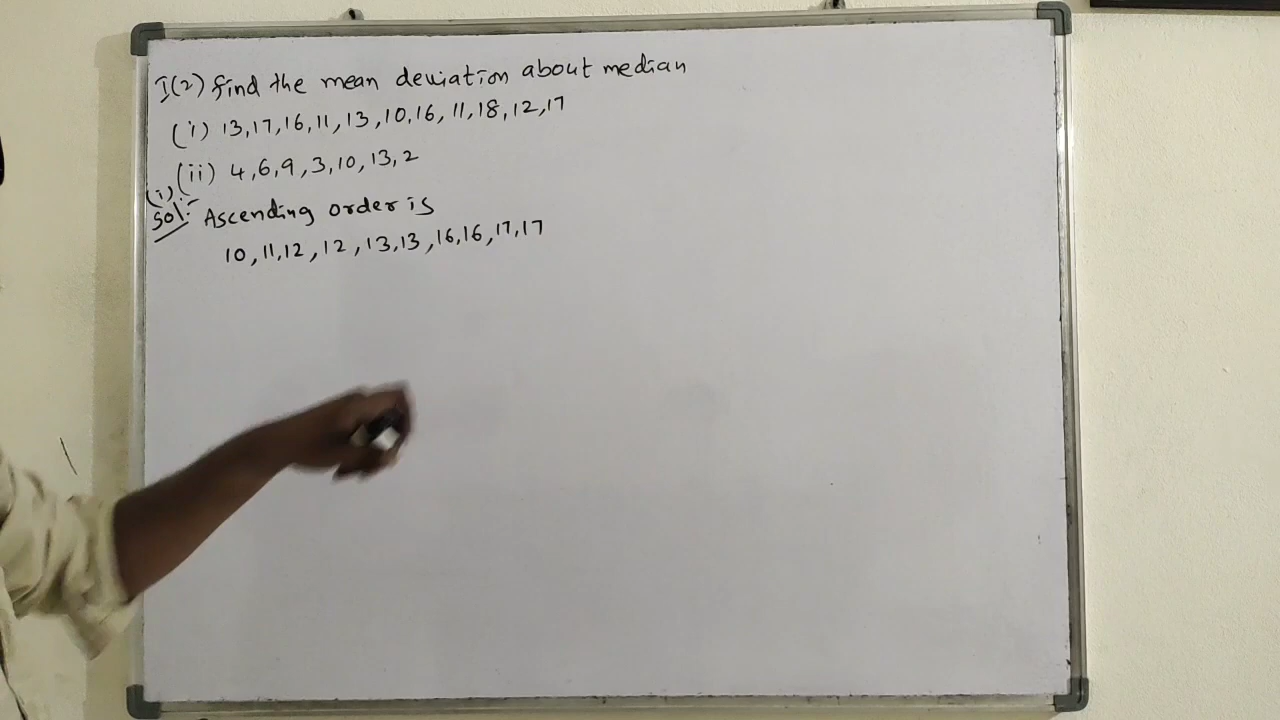 I(2) find the mean deviation about median
(i) 13,17,16,11,13,10,16,11,18,12,17
(ii) 4,6,9,3,10,13,2
(i)
Sol:- Ascending order is
10,11,12,12,13,13,16,16,17,17